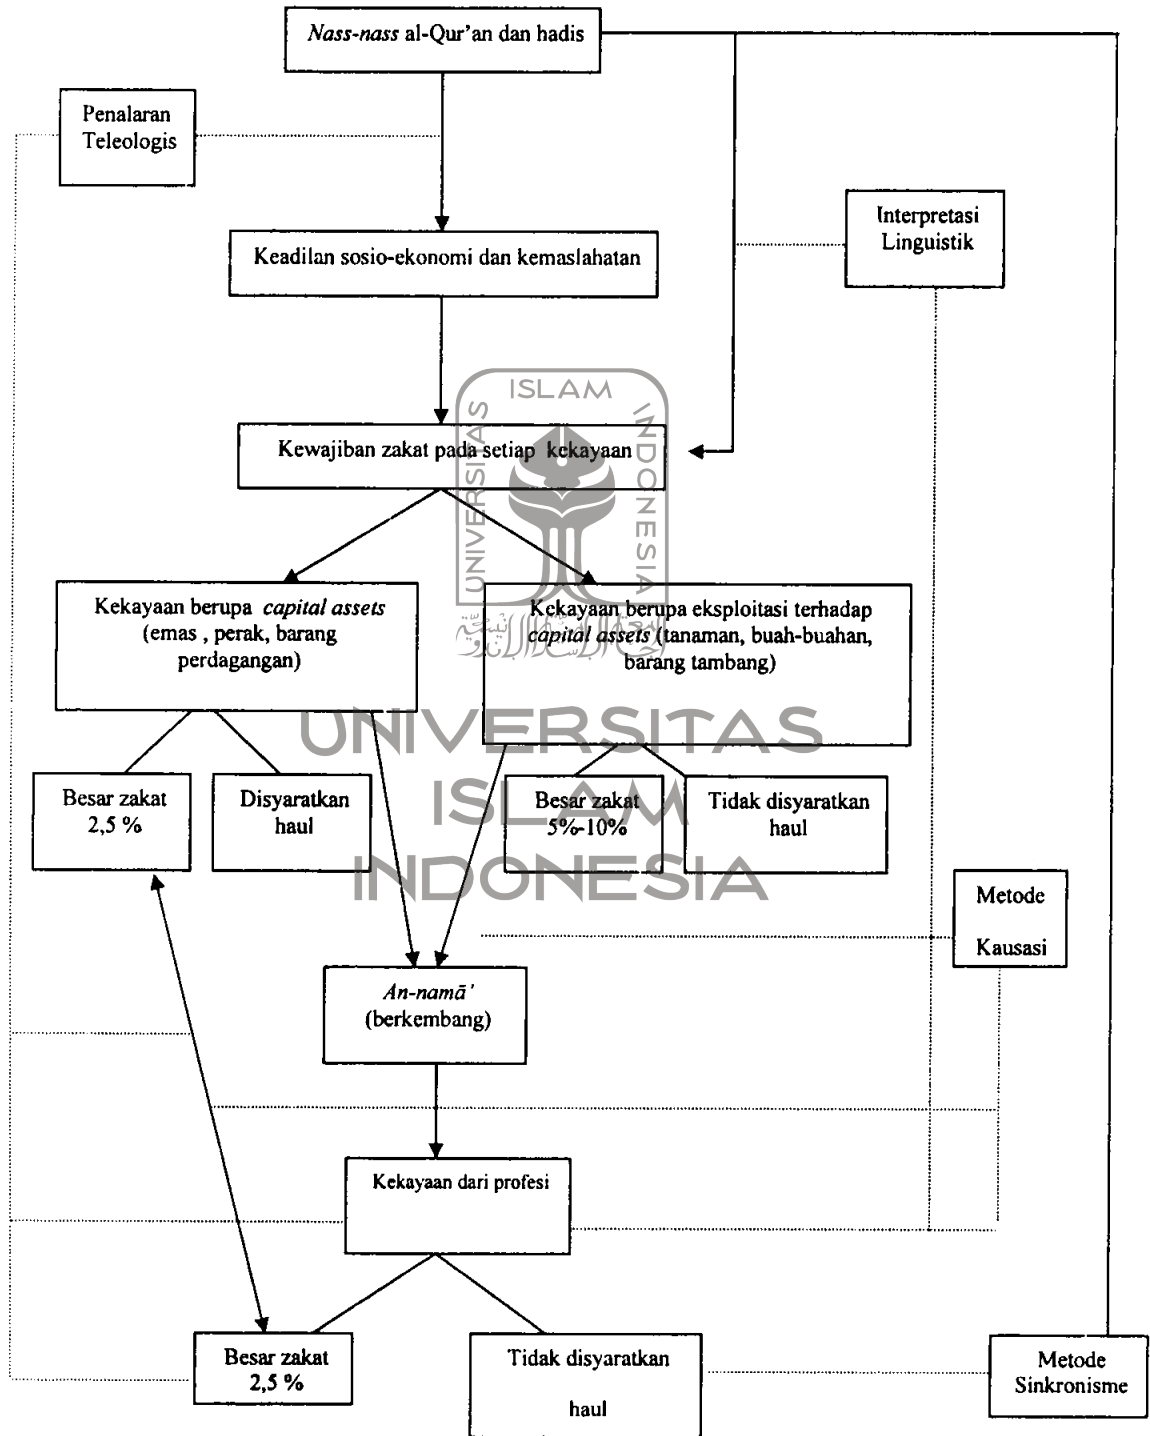 Nass-nass al-Qur'an dan hadis
Penalaran
Teleologis
Interpretasi
Linguistik
Keadilan sosio-ekonomi dan kemaslahatan
ISLAM
UNIVERSITAS
INDONESIA
Kewajiban zakat pada setiap kekayaan
Kekayaan berupa capital assets
(emas , perak, barang
perdagangan)
Kekayaan berupa eksploitasi terhadap
capital assets (tanaman, buah-buahan,
barang tambang)
UNIVERSITAS
ISLAM
INDONESIA
Besar zakat
2,5 %
Disyaratkan
haul
Besar zakat
5%-10%
Tidak disyaratkan
haul
Metode
Kausasi
An-namā'
(berkembang)
Kekayaan dari profesi
Besar zakat
2,5 %
Tidak disyaratkan
haul
Metode
Sinkronisme